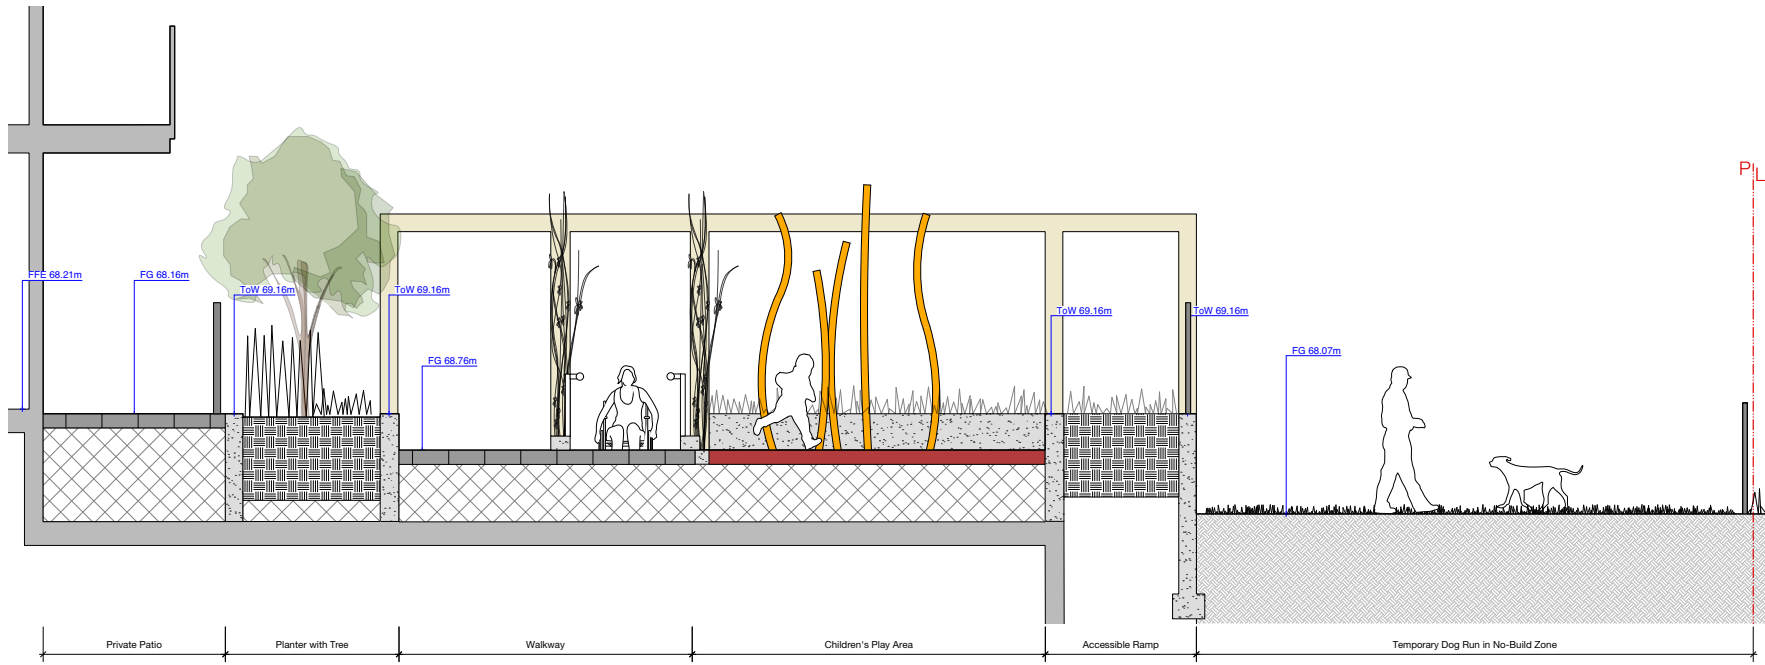 PL
FFE 68.21m
FG 68.16m
ToW 69.16m
ToW 69.16m
ToW 69.16m
ToW 69.16m
FG 68.07m
FG 68.76m
Private Patio
Planter with Tree
Walkway
Children's Play Area
Accessible Ramp
Temporary Dog Run in No-Build Zone